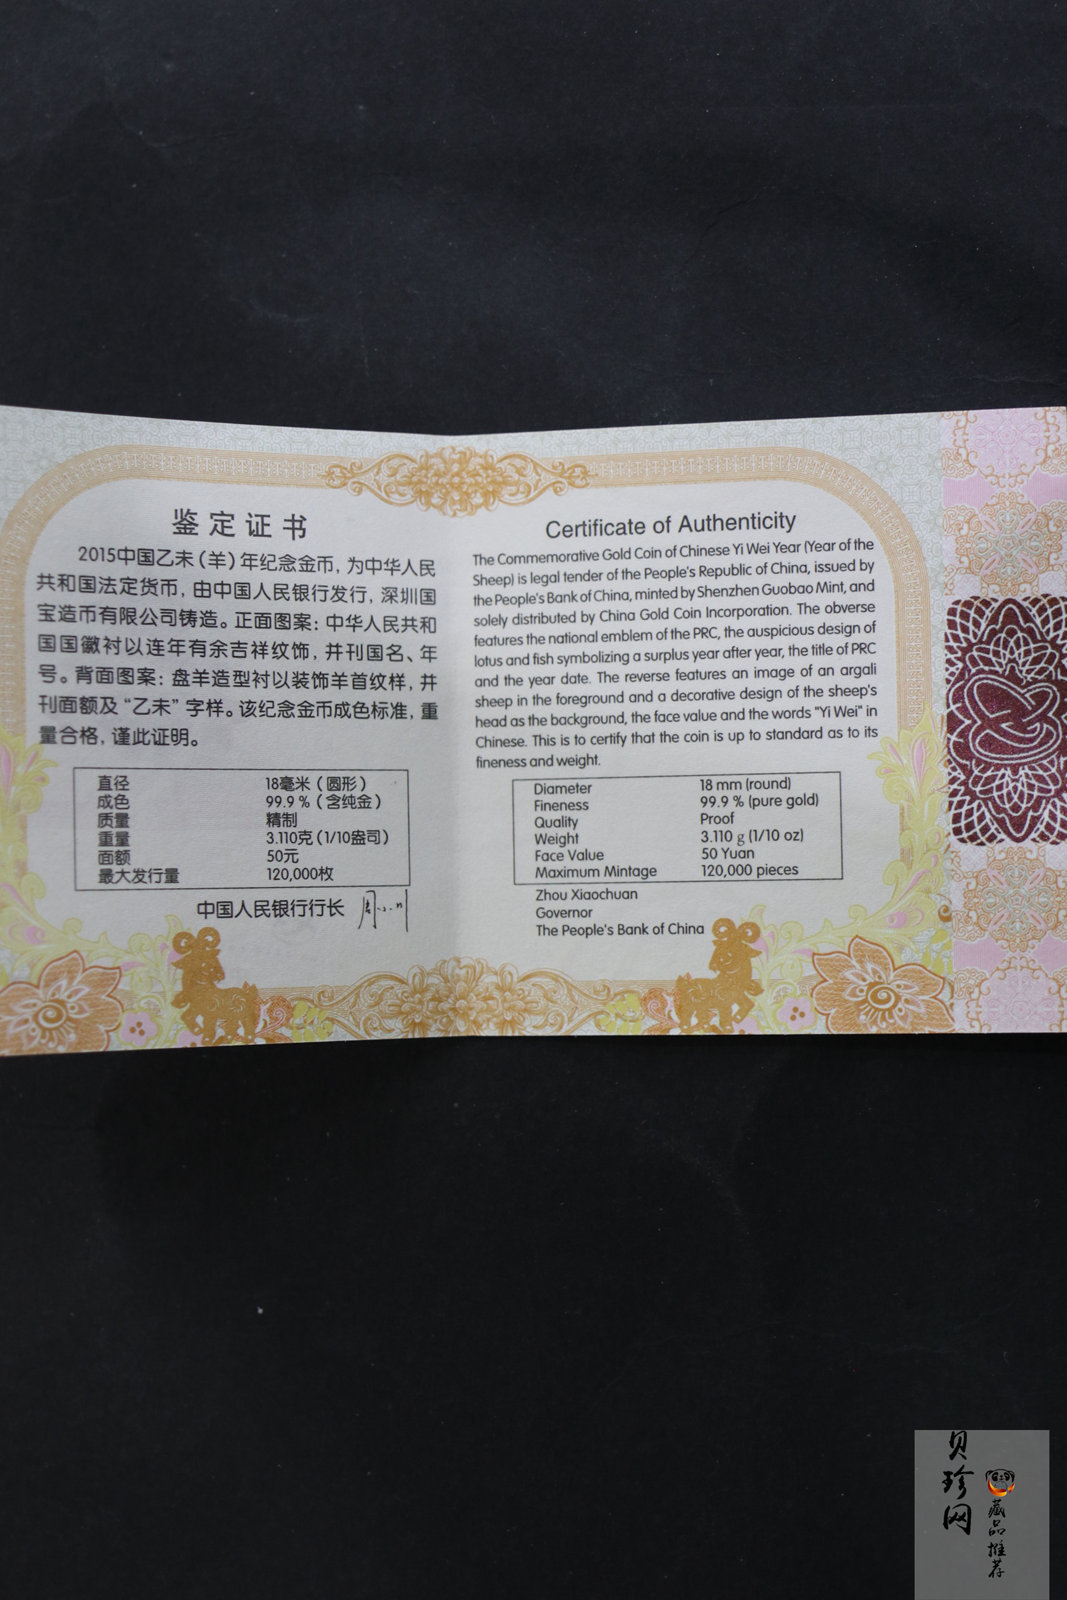 鉴定证书
2015中国乙未（羊）年纪念金币，为中华人民
共和国法定货币，由中国人民银行发行，深圳国
宝造币有限公司铸造。正面图案：中华人民共和
国国徽衬以连年有余吉祥纹饰，并刊国名、年
号。背面图案：盘羊造型衬以装饰羊首纹样，并
刊面额及“乙未”字样。该纪念金币成色标准，重
量合格，谨此证明。
直径 18毫米（圆形）
成色 99.9％（含纯金）
质量 精制
重量 3.110克（1/10盎司）
面额 50元
最大发行量 120,000枚
中国人民银行行长 周小川
Certificate of Authenticity
The Commemorative Gold Coin of Chinese Yi Wei Year (Year of the
Sheep) is legal tender of the People's Republic of China, issued by
the People's Bank of China, minted by Shenzhen Guobao Mint, and
solely distributed by China Gold Coin Incorporation. The obverse
features the national emblem of the PRC, the auspicious design of
lotus and fish symbolizing a surplus year after year, the title of PRC
and the year date. The reverse features an image of an argali
sheep in the foreground and a decorative design of the sheep's
head as the background, the face value and the words "Yi Wei" in
Chinese. This is to certify that the coin is up to standard as to its
fineness and weight.
Diameter 18 mm (round)
Fineness 99.9 % (pure gold)
Quality Proof
Weight 3.110 g (1/10 oz)
Face Value 50 Yuan
Maximum Mintage 120,000 pieces
Zhou Xiaochuan
Governor
The People's Bank of China
贝珍网
藏品推荐